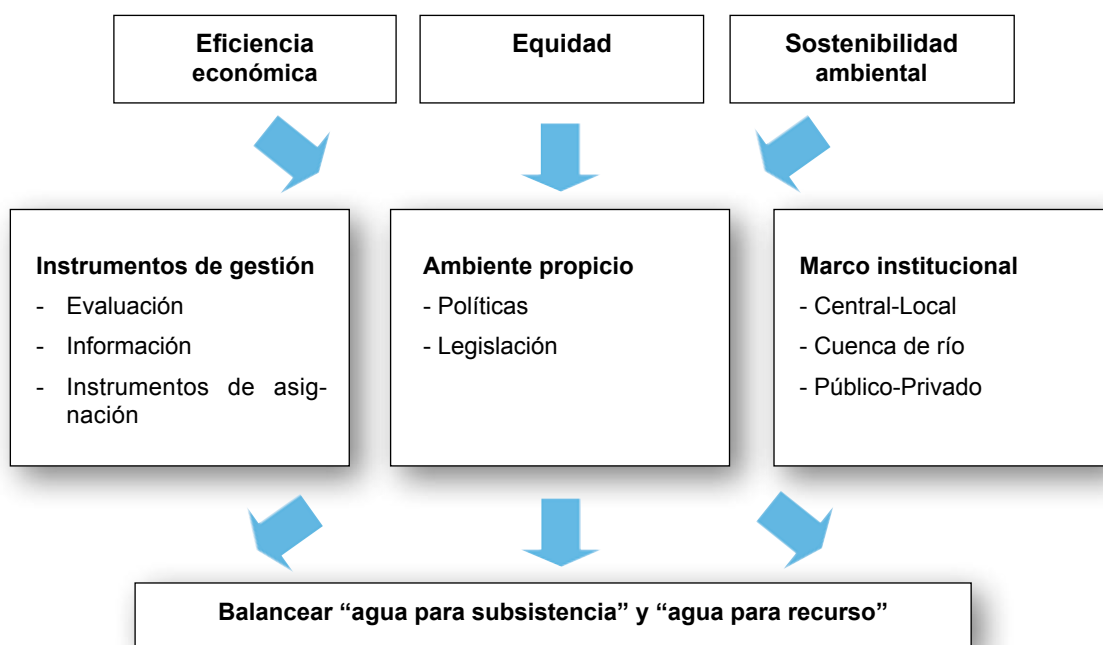 Eficiencia
económica
Equidad
Sostenibilidad
ambiental
Instrumentos de gestión
- Evaluación
- Información
- Instrumentos de asig-
nación
Ambiente propicio
- Políticas
- Legislación
Marco institucional
- Central-Local
- Cuenca de río
- Público-Privado
Balancear “agua para subsistencia” y “agua para recurso”